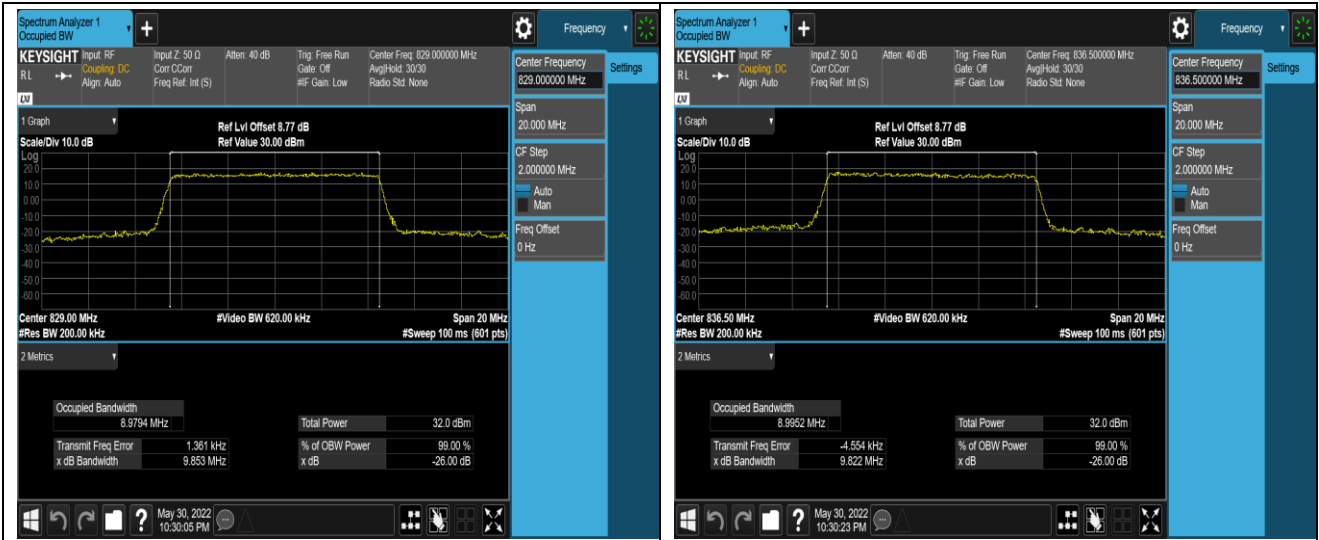 Spectrum Analyzer 1
Occupied BW
Frequency
KEYSIGHT
RL
Input: RF
Coupling: DC
Align: Auto
Input Z: 50 Ω
Corr CCorr
Freq Ref: Int (S)
Atten: 40 dB
Trig: Free Run
Gate: Off
#IF Gain: Low
Center Freq: 829.000000 MHz
Avg|Hold: 30/30
Radio Std: None
LXI
Center Frequency
829.000000 MHz
Settings
Span
20.000 MHz
CF Step
2.000000 MHz
Auto
Man
Freq Offset
0 Hz
1 Graph
Scale/Div 10.0 dB
Ref Lvl Offset 8.77 dB
Ref Value 30.00 dBm
Log
20.0
10.0
0.00
-10.0
-20.0
-30.0
-40.0
-50.0
-60.0
Center 829.00 MHz
#Video BW 620.00 kHz
Span 20 MHz
#Res BW 200.00 kHz
#Sweep 100 ms (601 pts)
2 Metrics
Occupied Bandwidth
8.9794 MHz
Total Power 32.0 dBm
Transmit Freq Error 1.361 kHz
% of OBW Power 99.00 %
x dB Bandwidth 9.853 MHz
x dB -26.00 dB
May 30, 2022
10:30:05 PM
Spectrum Analyzer 1
Occupied BW
Frequency
KEYSIGHT
RL
Input: RF
Coupling: DC
Align: Auto
Input Z: 50 Ω
Corr CCorr
Freq Ref: Int (S)
Atten: 40 dB
Trig: Free Run
Gate: Off
#IF Gain: Low
Center Freq: 836.500000 MHz
Avg|Hold: 30/30
Radio Std: None
LXI
Center Frequency
836.500000 MHz
Settings
Span
20.000 MHz
CF Step
2.000000 MHz
Auto
Man
Freq Offset
0 Hz
1 Graph
Scale/Div 10.0 dB
Ref Lvl Offset 8.77 dB
Ref Value 30.00 dBm
Log
20.0
10.0
0.00
-10.0
-20.0
-30.0
-40.0
-50.0
-60.0
Center 836.50 MHz
#Video BW 620.00 kHz
Span 20 MHz
#Res BW 200.00 kHz
#Sweep 100 ms (601 pts)
2 Metrics
Occupied Bandwidth
8.9952 MHz
Total Power 32.0 dBm
Transmit Freq Error -4.554 kHz
% of OBW Power 99.00 %
x dB Bandwidth 9.822 MHz
x dB -26.00 dB
May 30, 2022
10:30:23 PM